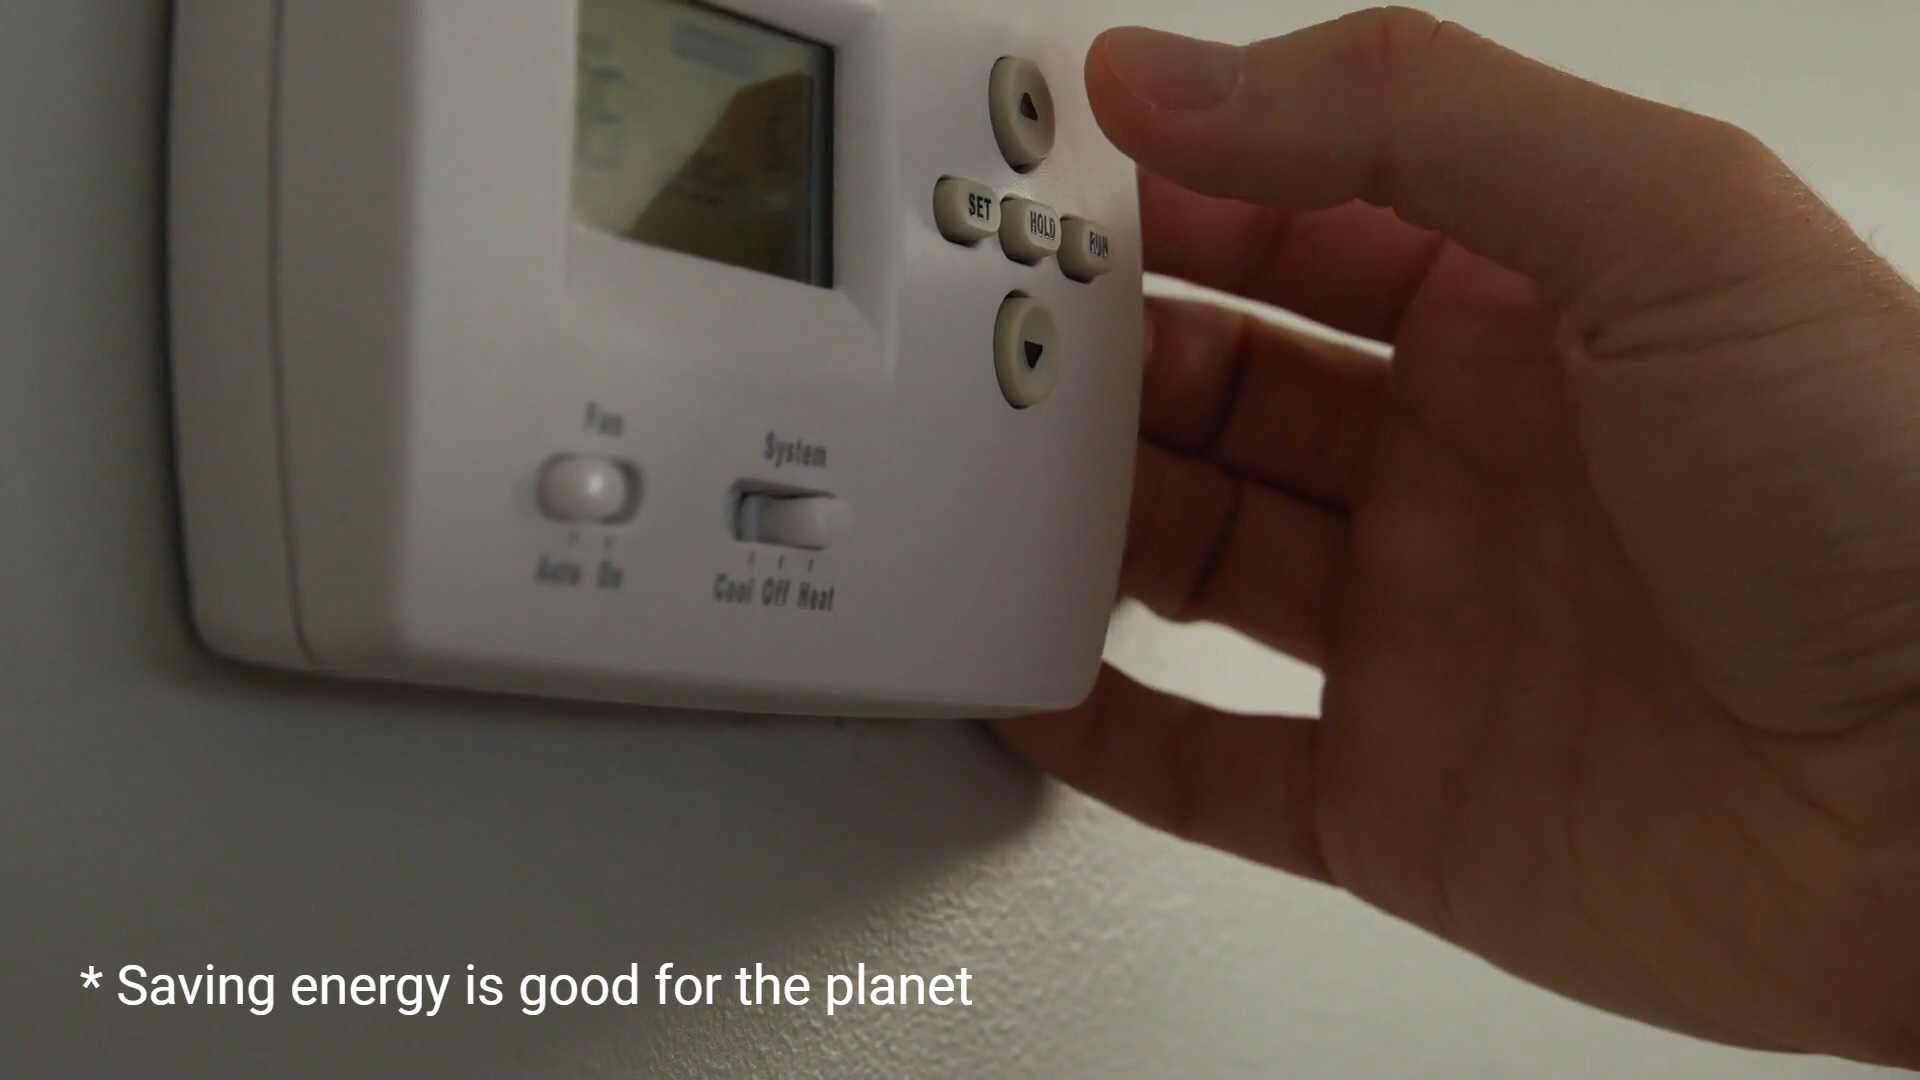 SET HOLD RUN
Fan
System
Auto On
Cool Off Heat
* Saving energy is good for the planet